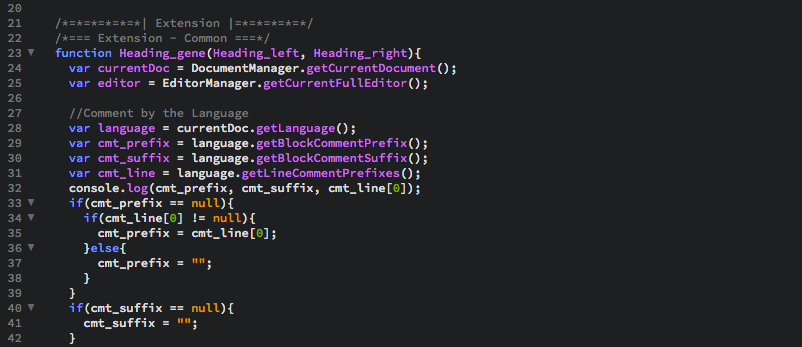 20
21 /*=*=*=*=*=*| Extension |=*=*=*=*=*/
22 /*=== Extension - Common ===*/
23 function Heading_gene(Heading_left, Heading_right){
24 var currentDoc = DocumentManager.getCurrentDocument();
25 var editor = EditorManager.getCurrentFullEditor();
26
27 //Comment by the Language
28 var language = currentDoc.getLanguage();
29 var cmt_prefix = language.getBlockCommentPrefix();
30 var cmt_suffix = language.getBlockCommentSuffix();
31 var cmt_line = language.getLineCommentPrefixes();
32 console.log(cmt_prefix, cmt_suffix, cmt_line[0]);
33 if(cmt_prefix == null){
34 if(cmt_line[0] != null){
35 cmt_prefix = cmt_line[0];
36 }else{
37 cmt_prefix = "";
38 }
39 }
40 if(cmt_suffix == null){
41 cmt_suffix = "";
42 }